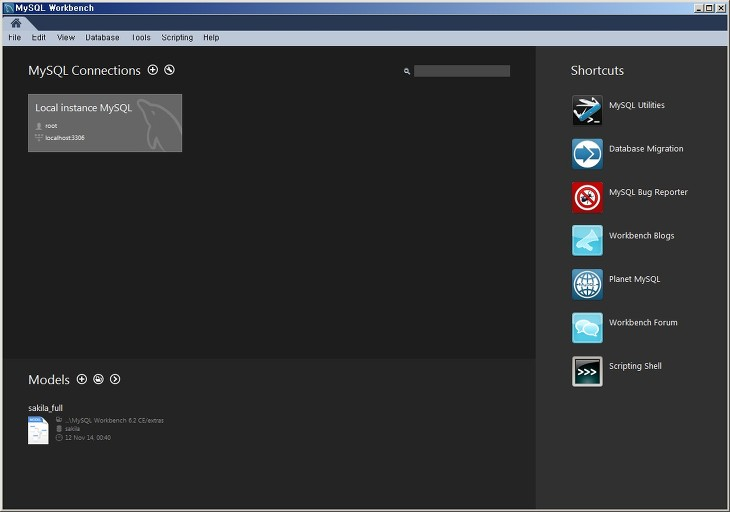 MySQL Workbench
File Edit View Database Tools Scripting Help
MySQL Connections
Local instance MySQL
root
localhost:3306
Shortcuts
MySQL Utilities
Database Migration
MySQL Bug Reporter
Workbench Blogs
Planet MySQL
Workbench Forum
>>>
Scripting Shell
Models
sakila_full
...\MySQL Workbench 6.2 CE/extras
sakila
12 Nov 14, 00:40